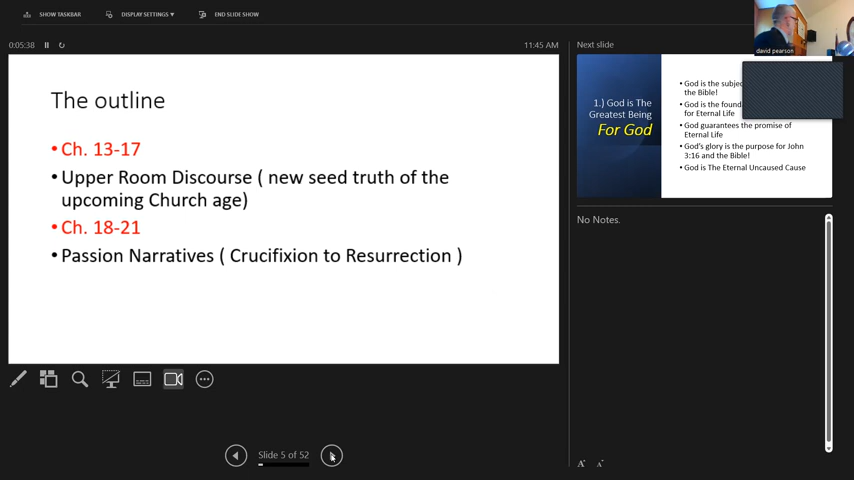 SHOW TASKBAR
DISPLAY SETTINGS
END SLIDE SHOW
0:05:38
11:45 AM
The outline
• Ch. 13-17
• Upper Room Discourse ( new seed truth of the
upcoming Church age)
• Ch. 18-21
• Passion Narratives ( Crucifixion to Resurrection )
Slide 5 of 52
david pearson
Next slide
1.) God is The
Greatest Being
For God
• God is the
the Bible!
• God is the
for Eternal Life
• God guarantees the promise of
Eternal Life
• God's glory is the purpose for John
3:16 and the Bible!
• God is The Eternal Uncaused Cause
No Notes.
A A